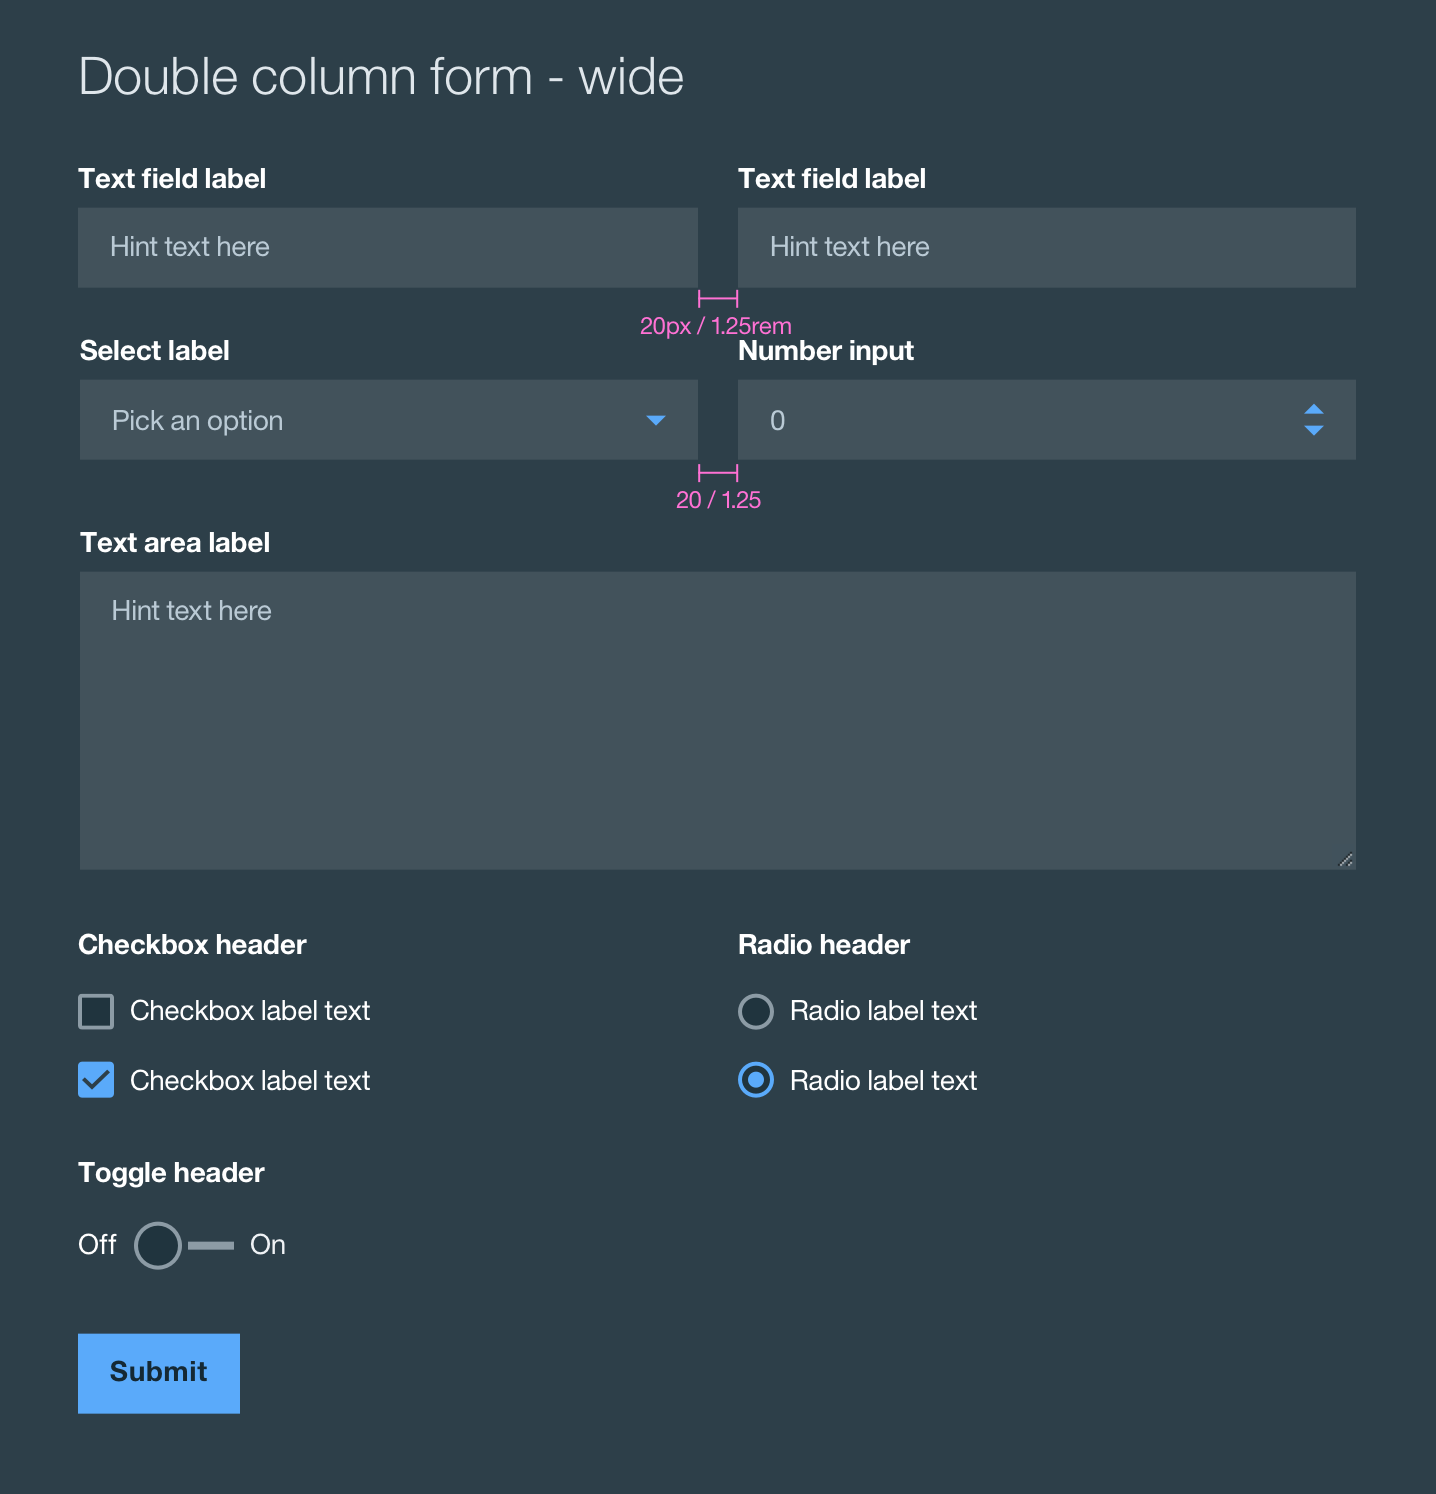 Double column form - wide
Text field label
Text field label
Hint text here
Hint text here
20px / 1.25rem
Select label
Number input
Pick an option
0
20 / 1.25
Text area label
Hint text here
Checkbox header
Radio header
Checkbox label text
Radio label text
Checkbox label text
Radio label text
Toggle header
Off
On
Submit